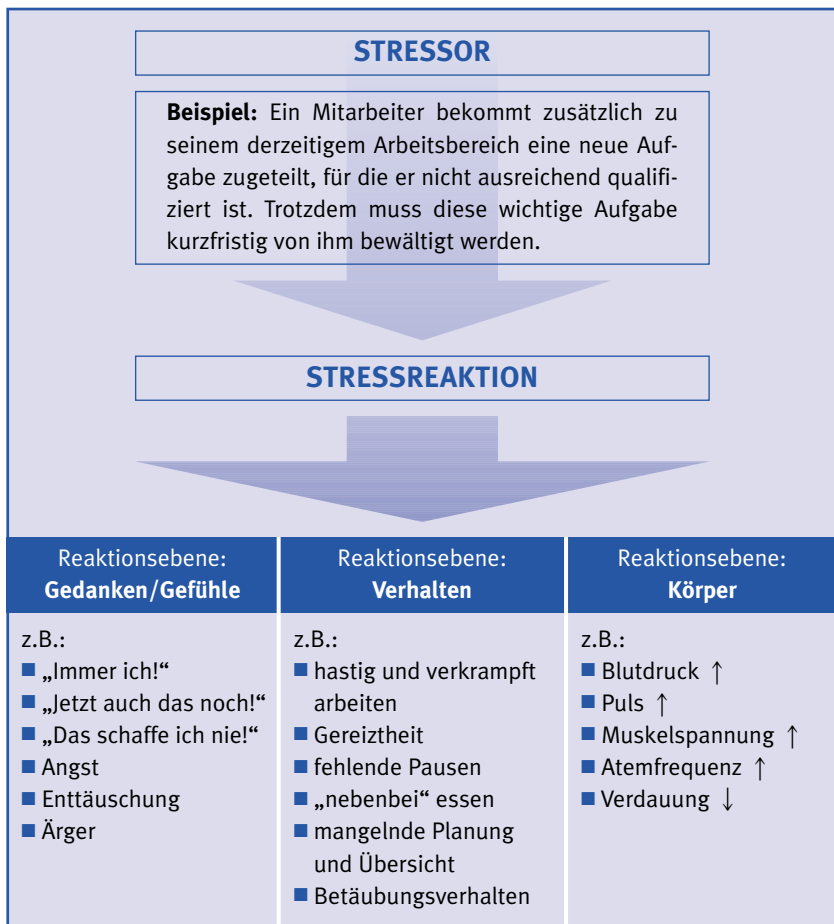 STRESSOR
Beispiel: Ein Mitarbeiter bekommt zusätzlich zu
seinem derzeitigem Arbeitsbereich eine neue Auf-
gabe zugeteilt, für die er nicht ausreichend qualifi-
ziert ist. Trotzdem muss diese wichtige Aufgabe
kurzfristig von ihm bewältigt werden.
STRESSREAKTION
Reaktionsebene:
Gedanken/Gefühle
z.B.:
■ „Immer ich!“
■ „Jetzt auch das noch!“
■ „Das schaffe ich nie!“
■ Angst
■ Enttäuschung
■ Ärger
Reaktionsebene:
Verhalten
z.B.:
■ hastig und verkrampft
arbeiten
■ Gereiztheit
■ fehlende Pausen
■ „nebenbei“ essen
■ mangelnde Planung
und Übersicht
■ Betäubungsverhalten
Reaktionsebene:
Körper
z.B.:
■ Blutdruck ↑
■ Puls ↑
■ Muskelspannung ↑
■ Atemfrequenz ↑
■ Verdauung ↓